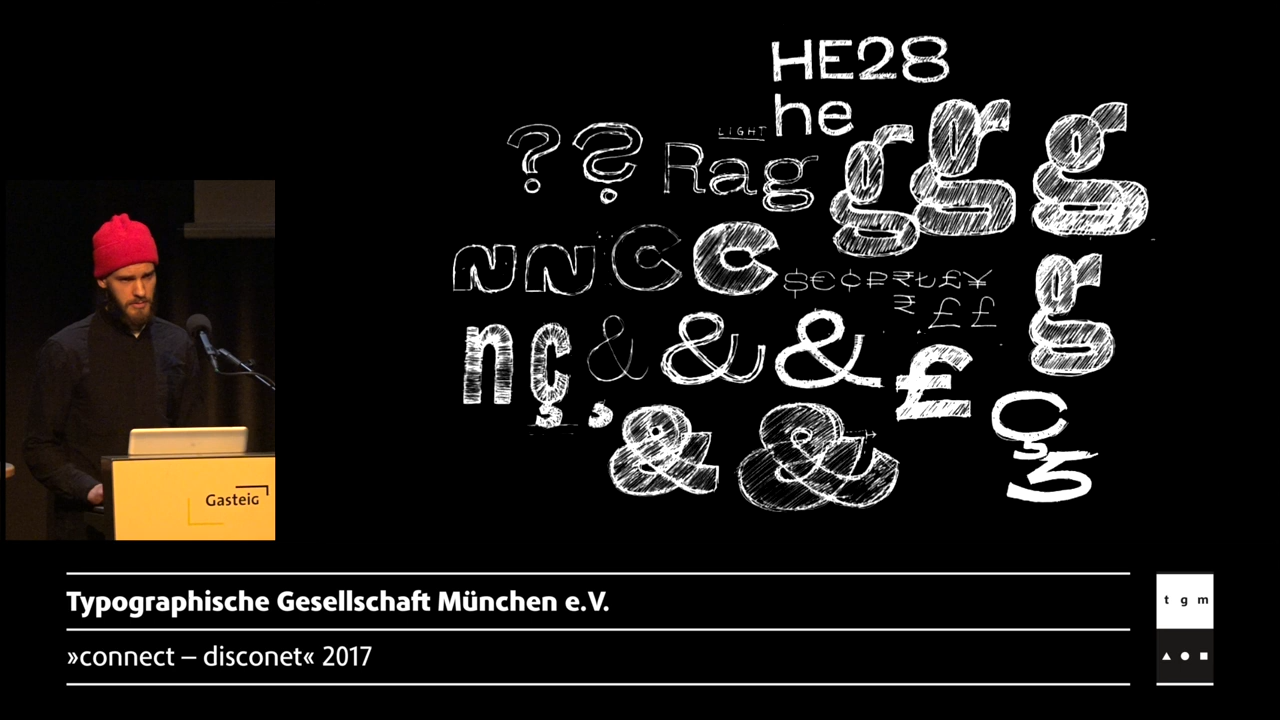 HE28
he
? ?
LIGHT
Rag
g g g
n n C C
$ € ¢ ₽ ₹ ₺ £ ¥
₹ £ £
g
n ç & & &
£
& &
ç
Gasteig
Typographische Gesellschaft München e.V.
t g m
»connect – disconet« 2017